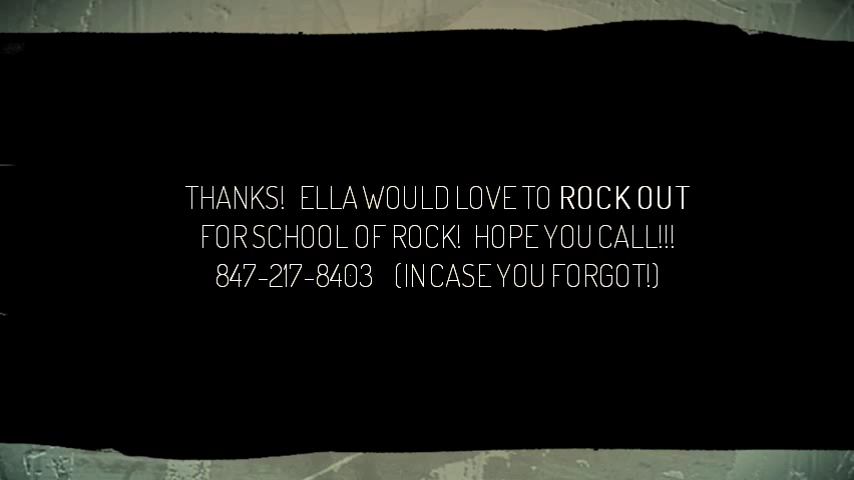 THANKS! ELLA WOULD LOVE TO ROCK OUT
FOR SCHOOL OF ROCK! HOPE YOU CALL!!!
847-217-8403 (IN CASE YOU FORGOT!)